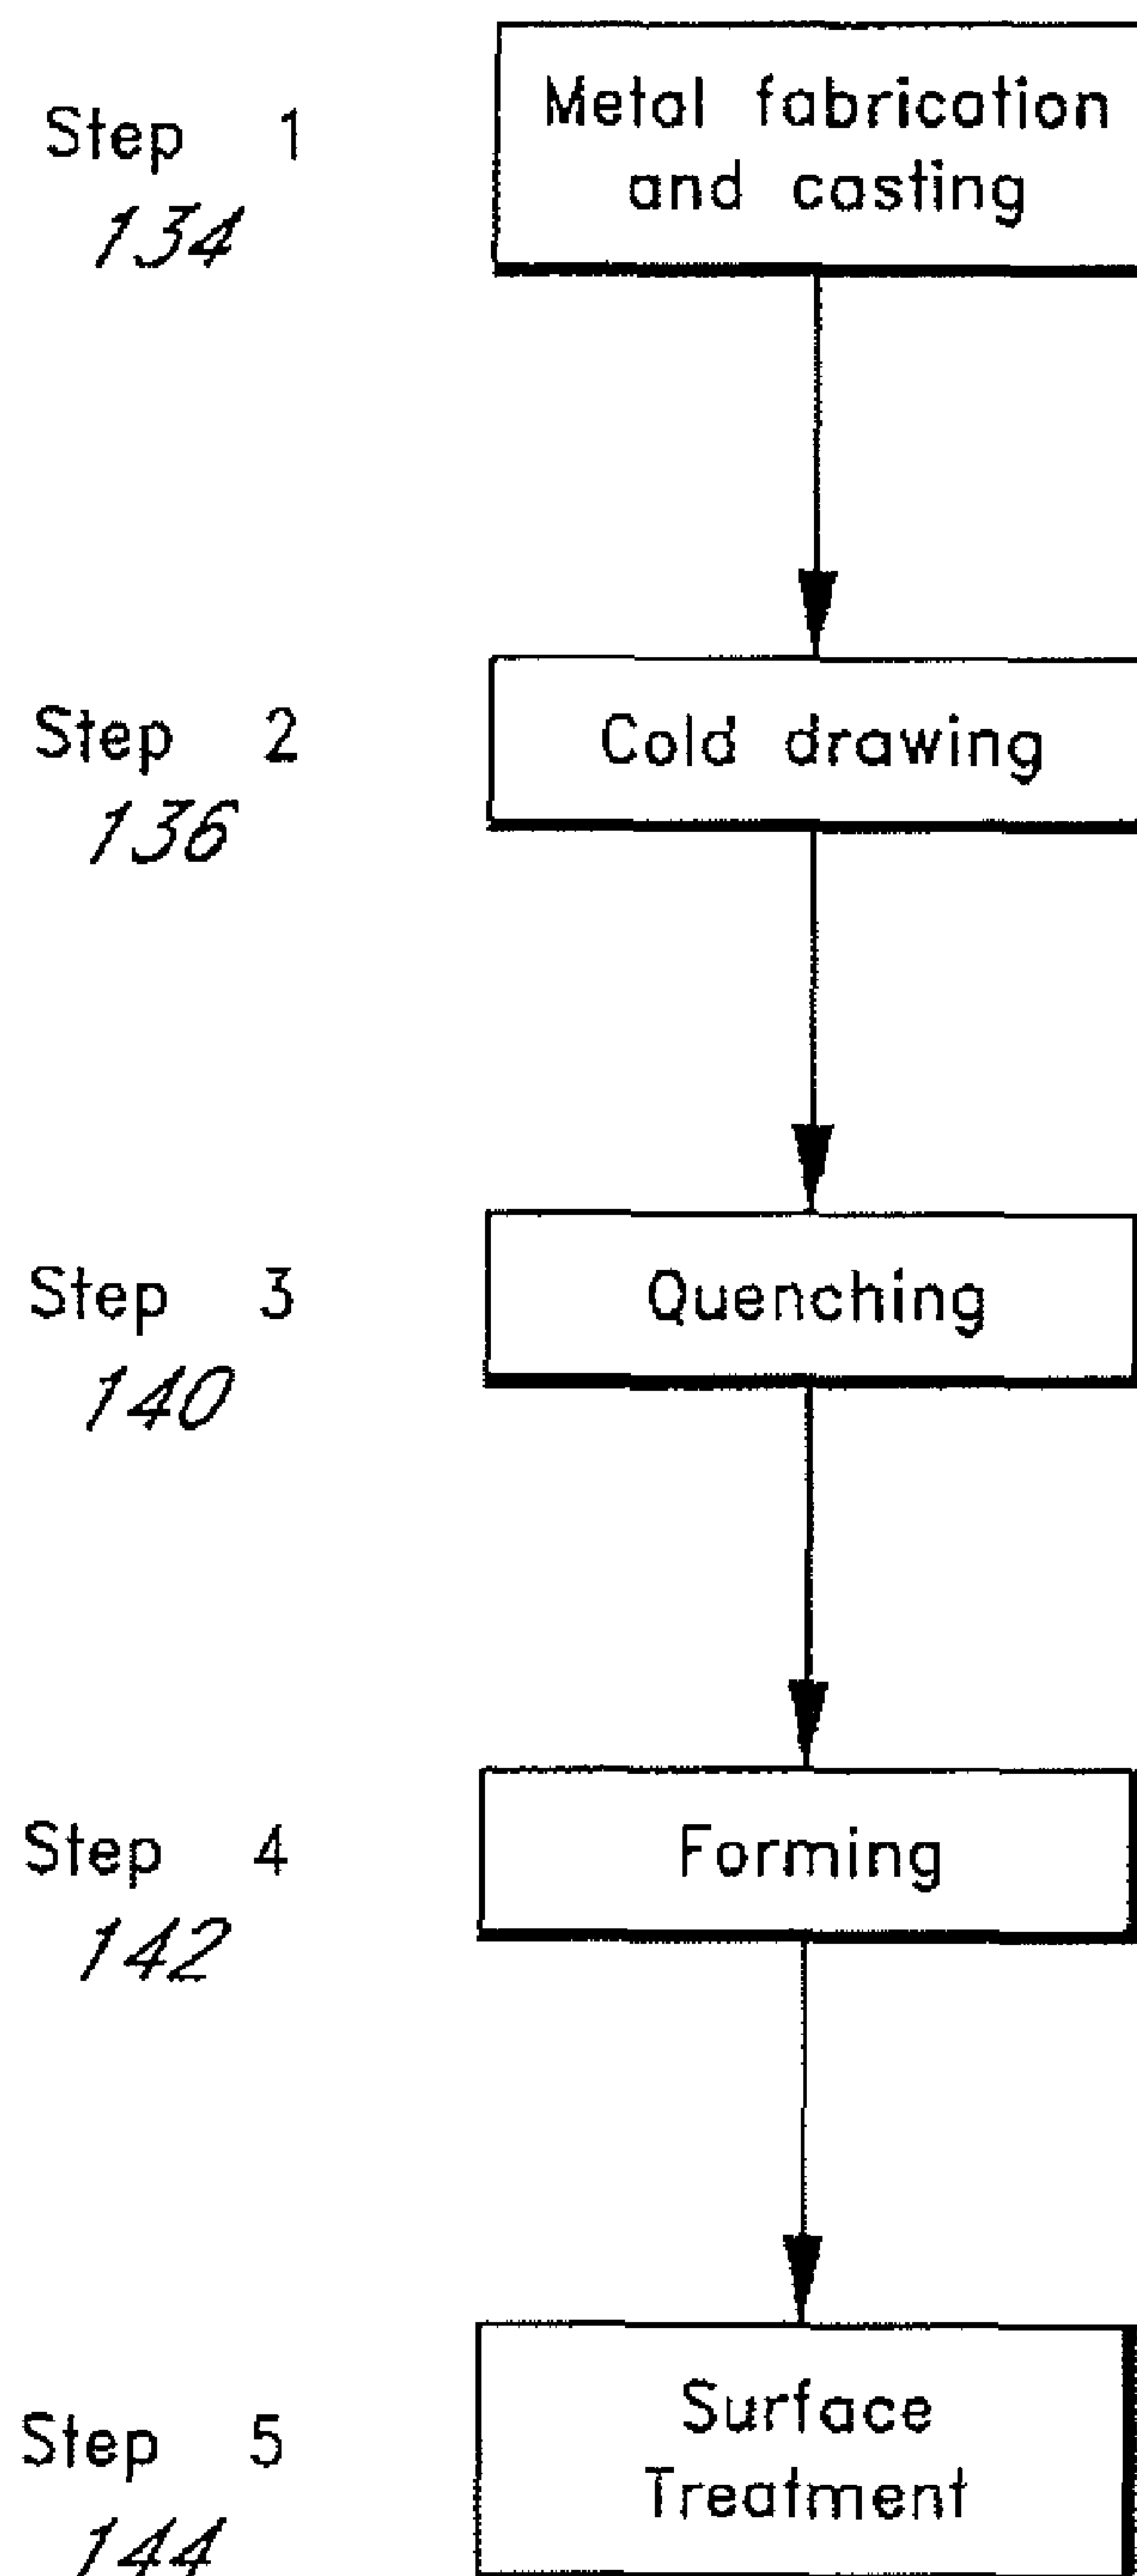 Step 1
134
Metal fabrication
and casting
Step 2
136
Cold drawing
Step 3
140
Quenching
Step 4
142
Forming
Step 5
144
Surface
Treatment